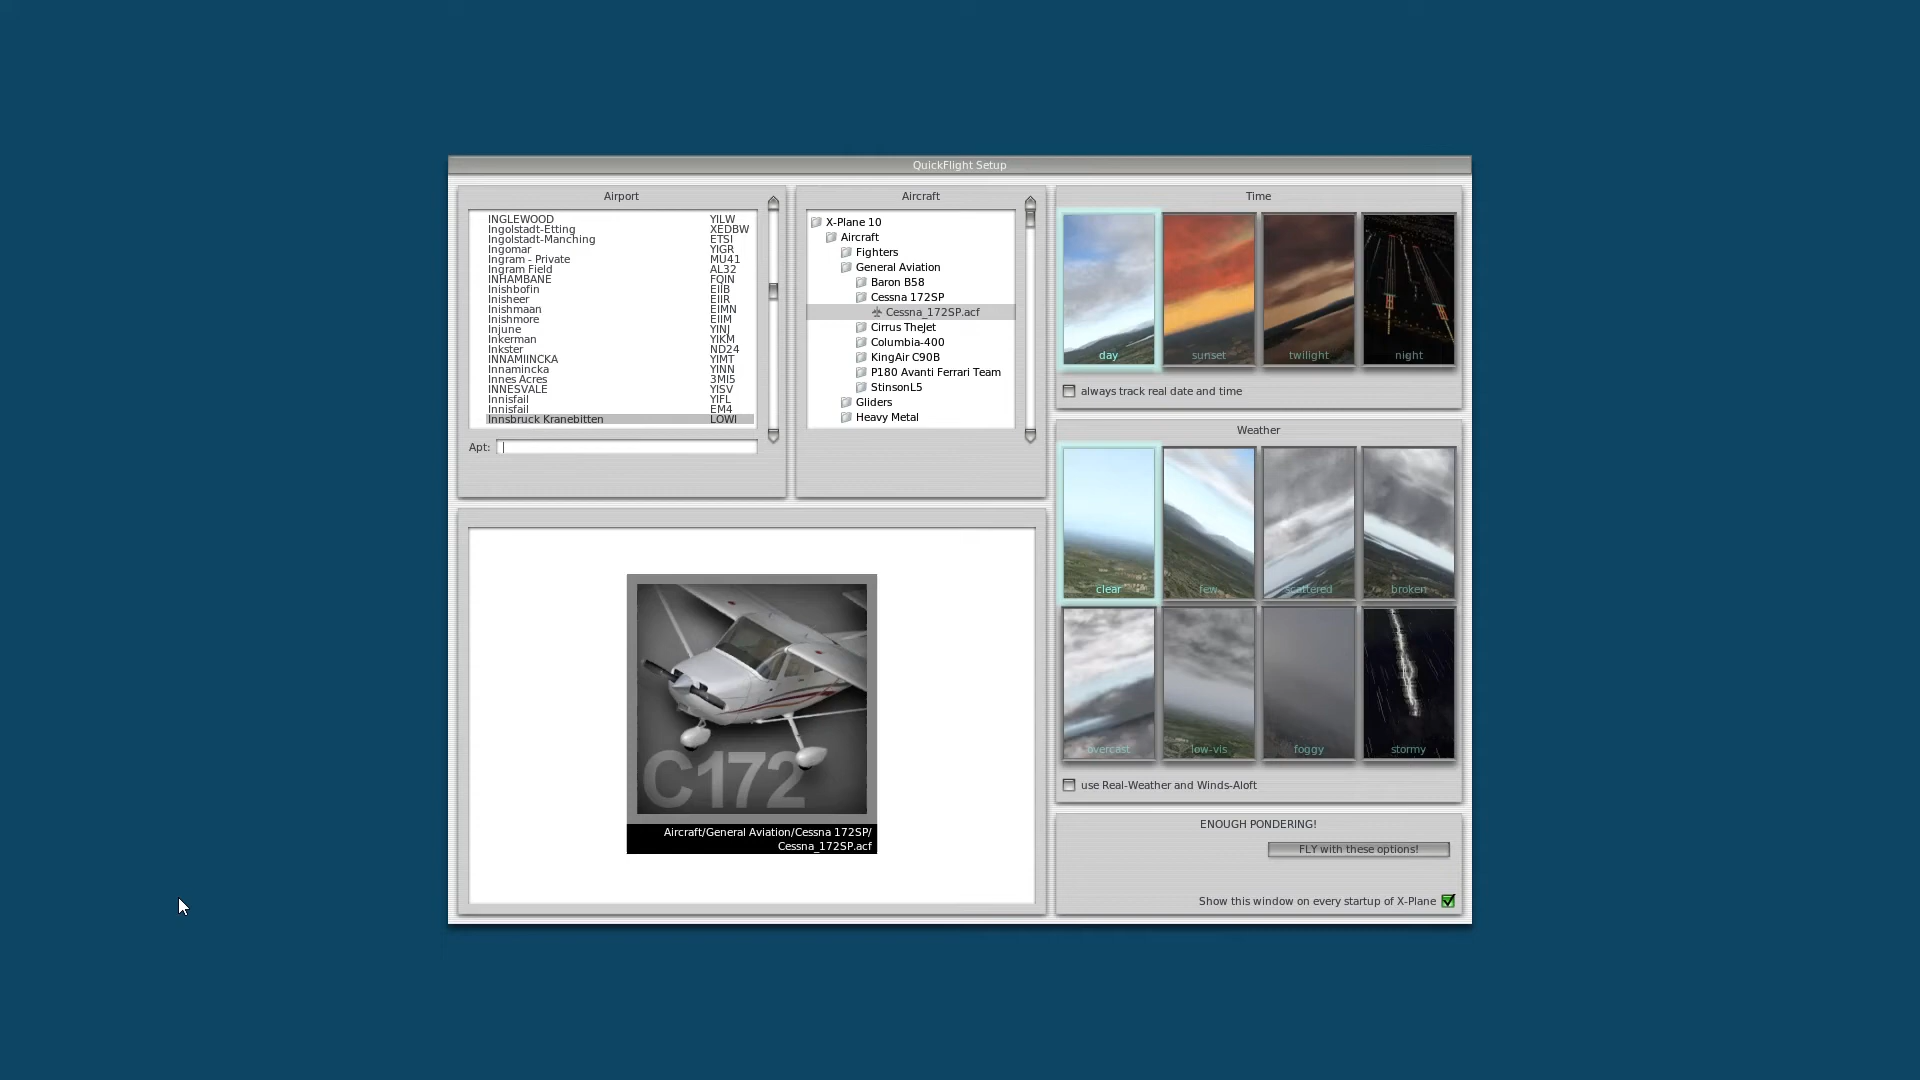 QuickFlight Setup
Airport
INGLEWOOD YILW
Ingolstadt-Etting XEDBW
Ingolstadt-Manching ETSI
Ingomar YIGR
Ingram - Private MU41
Ingram Field AL32
INHAMBANE FQIN
Inishbofin EIIB
Inisheer EIIR
Inishmaan EIMN
Inishmore EIIM
Injune YINJ
Inkerman YIKM
Inkster ND24
INNAMIINCKA YIMT
Innamincka YINN
Innes Acres 3MI5
INNESVALE YISV
Innisfail YIFL
Innisfail EM4
Innsbruck Kranebitten LOWI
Apt:
Aircraft
X-Plane 10
Aircraft
Fighters
General Aviation
Baron B58
Cessna 172SP
Cessna_172SP.acf
Cirrus TheJet
Columbia-400
KingAir C90B
P180 Avanti Ferrari Team
StinsonL5
Gliders
Heavy Metal
Time
day sunset twilight night
always track real date and time
Weather
clear few scattered broken
overcast low-vis foggy stormy
use Real-Weather and Winds-Aloft
C172
Aircraft/General Aviation/Cessna 172SP/
Cessna_172SP.acf
ENOUGH PONDERING!
FLY with these options!
Show this window on every startup of X-Plane